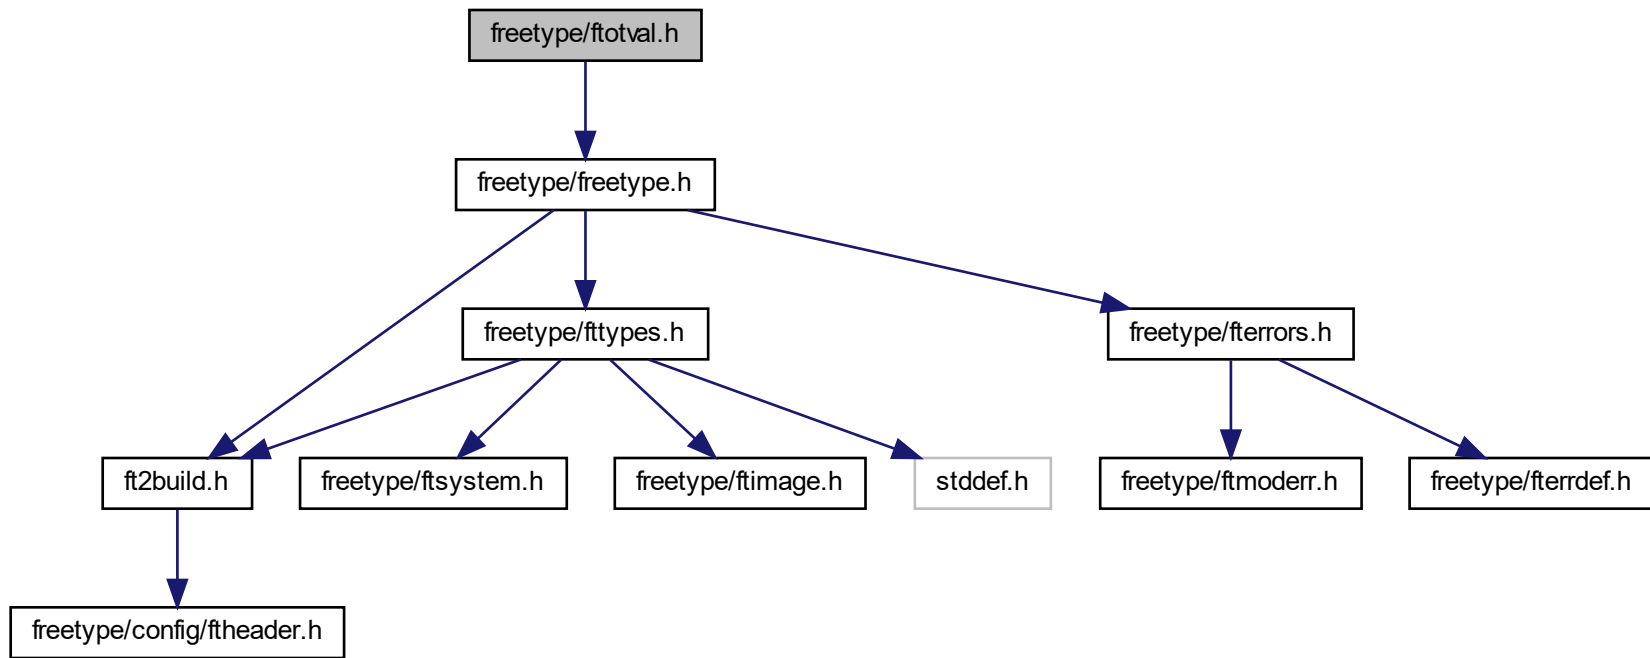 freetype/ftotval.h
freetype/freetype.h
freetype/fttypes.h
freetype/fterrors.h
ft2build.h
freetype/ftsystem.h
freetype/ftimage.h
stddef.h
freetype/ftmoderr.h
freetype/fterrdef.h
freetype/config/ftheader.h